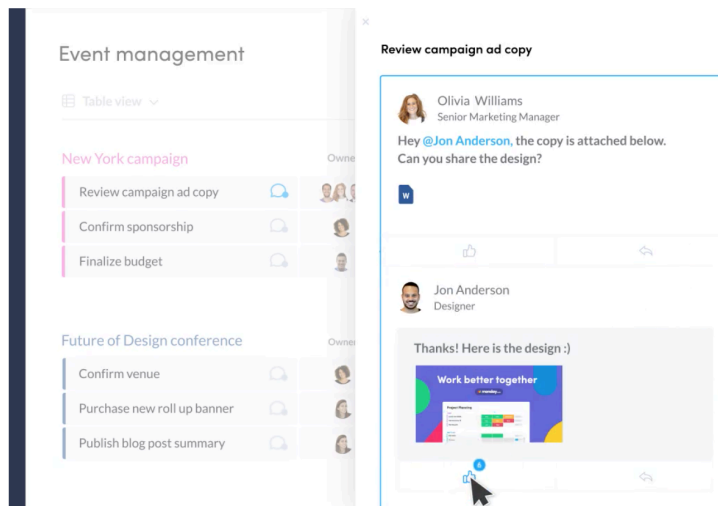 Event management
Table view
New York campaign
Owne
Review campaign ad copy
Confirm sponsorship
Finalize budget
Future of Design conference
Owner
Confirm venue
Purchase new roll up banner
Publish blog post summary
Review campaign ad copy
Olivia Williams
Senior Marketing Manager
Hey @Jon Anderson, the copy is attached below.
Can you share the design?
W
Jon Anderson
Designer
Thanks! Here is the design :)
Work better together
monday
Project Planning